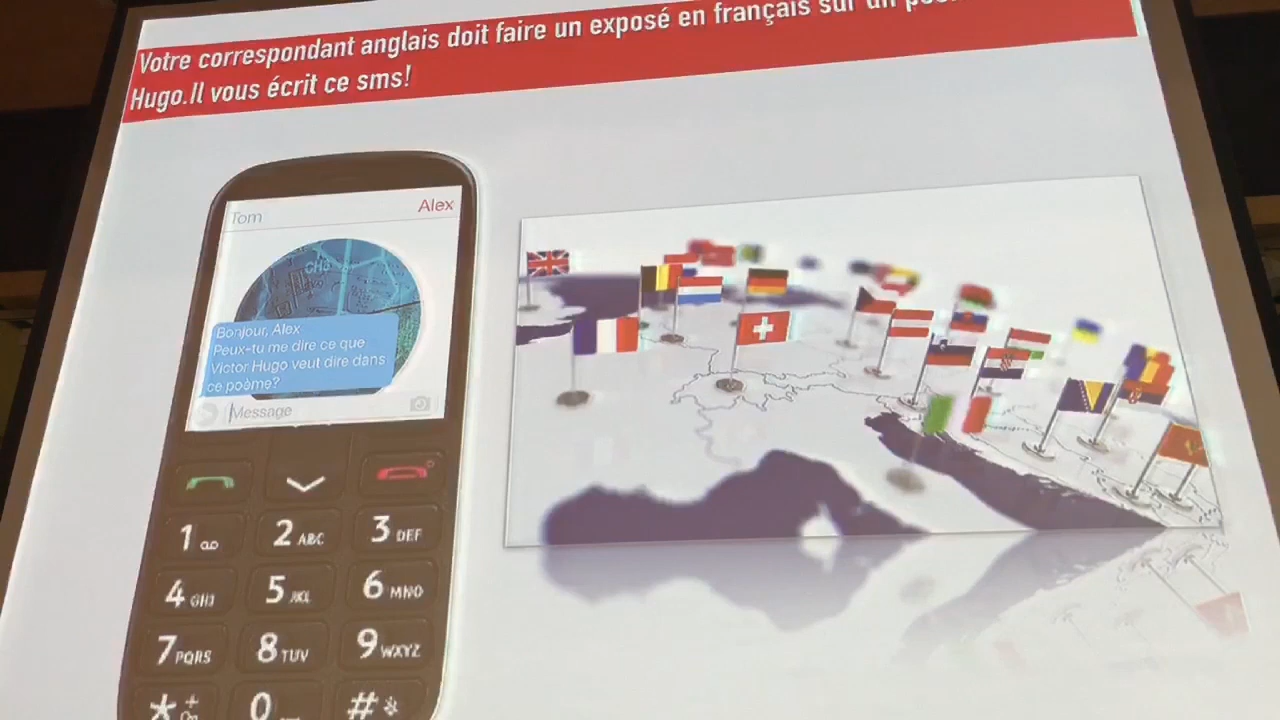 Votre correspondant anglais doit faire un exposé en français sur un
Hugo.Il vous écrit ce sms!
Tom
Alex
CH5
Bonjour, Alex
Peux-tu me dire ce que
Victor Hugo veut dire dans
ce poème?
Message
1
2 ABC
3 DEF
4 GHI
5 JKL
6 MNO
7 PQRS
8 TUV
9 WXYZ
* +
0
#